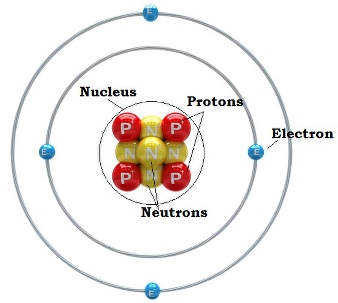 E
Nucleus
Protons
P N P
Electron
E
N N N
E
P N P
Neutrons
E